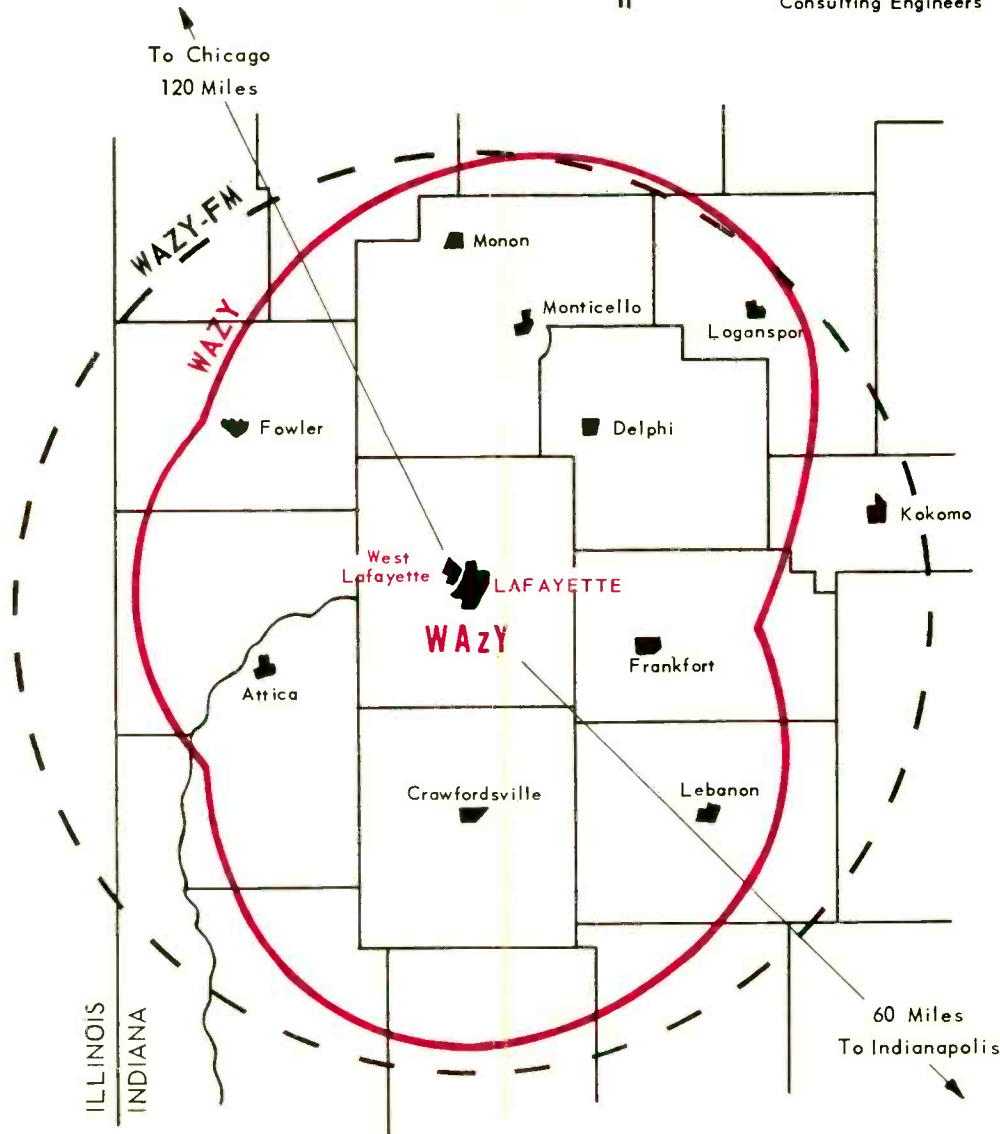 Consulting Engineers
To Chicago
120 Miles
WAZY-FM
WAZY
Monon
Monticello
Loganspor
Fowler
Delphi
Kokomo
West
Lafayette
LAFAYETTE
WAzY
Frankfort
Attica
Crawfordsville
Lebanon
60 Miles
To Indianapolis
ILLINOIS
INDIANA